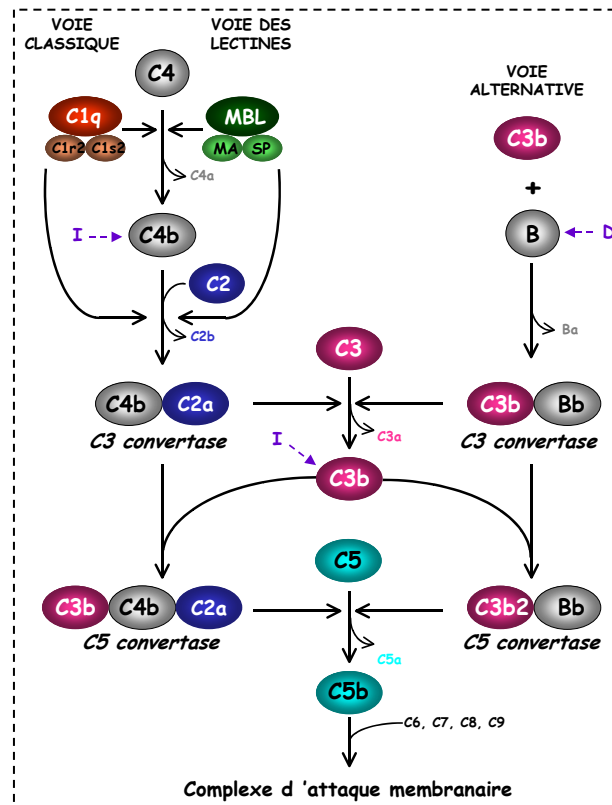 VOIE
CLASSIQUE
VOIE DES
LECTINES
VOIE
ALTERNATIVE
C4
C1q
C1r2 C1s2
MBL
MA SP
C3b
C4a
+
I
C4b
B
D
C2
C2b
Ba
C3
C4b C2a
C3 convertase
C3b Bb
C3 convertase
C3a
I
C3b
C5
C3b C4b C2a
C5 convertase
C3b2 Bb
C5 convertase
C5a
C5b
C6, C7, C8, C9
Complexe d 'attaque membranaire